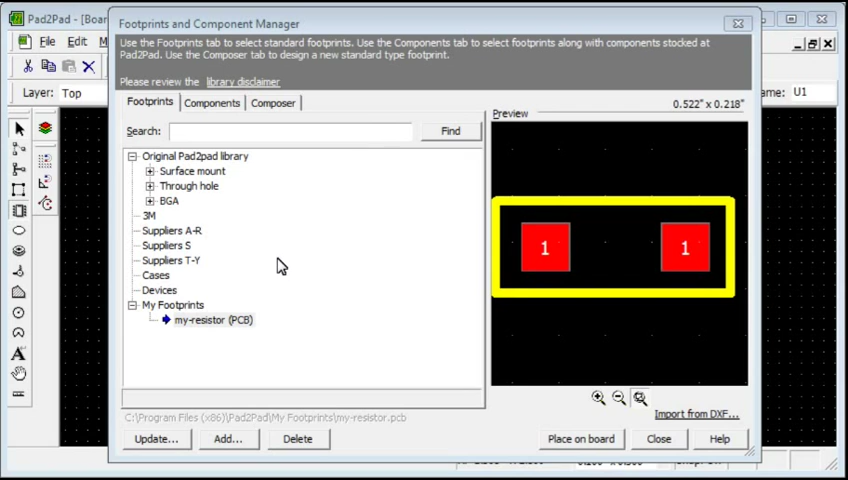 Pad2Pad - [Boar
Footprints and Component Manager
File Edit M
Use the Footprints tab to select standard footprints. Use the Components tab to select footprints along with components stocked at
Pad2Pad. Use the Composer tab to design a new standard type footprint.
Please review the library disclaimer
Layer: Top
ame: U1
Footprints Components Composer
0.522" x 0.218"
Preview
Search:
Find
Original Pad2pad library
Surface mount
Through hole
BGA
3M
Suppliers A-R
Suppliers S
Suppliers T-Y
Cases
Devices
My Footprints
my-resistor (PCB)
1 1
Import from DXF...
C:\Program Files (x86)\Pad2Pad\My Footprints\my-resistor.pcb
Update... Add... Delete Place on board Close Help